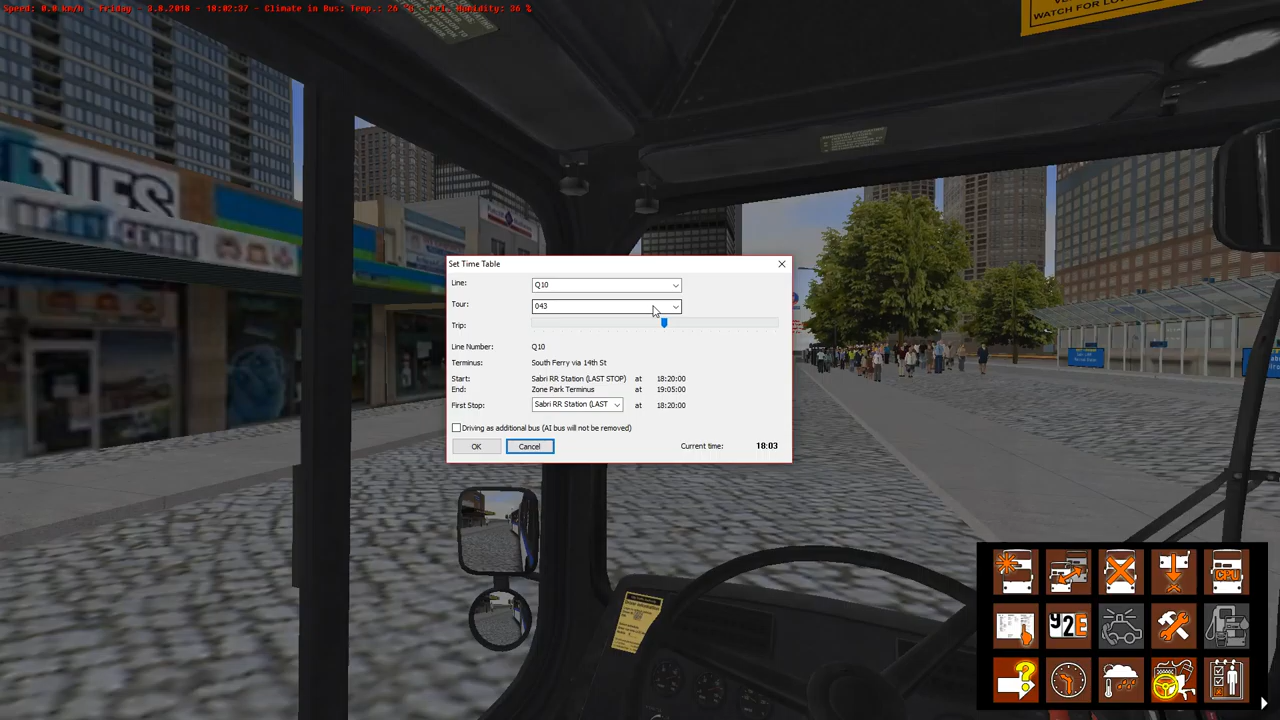 Speed: 0.0 km/h - Friday - 3.8.2018 - 18:02:37 - Climate in Bus: Temp.: 26 °C - Rel. Humidity: 36 %
WATCH FOR LOW
RIES
Set Time Table
Line: Q10
Tour: 043
Trip:
Line Number: Q10
Terminus: South Ferry via 14th St
Start: Sabri RR Station (LAST STOP) at 18:20:00
End: Zone Park Terminus at 19:05:00
First Stop: Sabri RR Station (LAST at 18:20:00
Driving as additional bus (AI bus will not be removed)
OK Cancel Current time: 18:03
CPU
92E